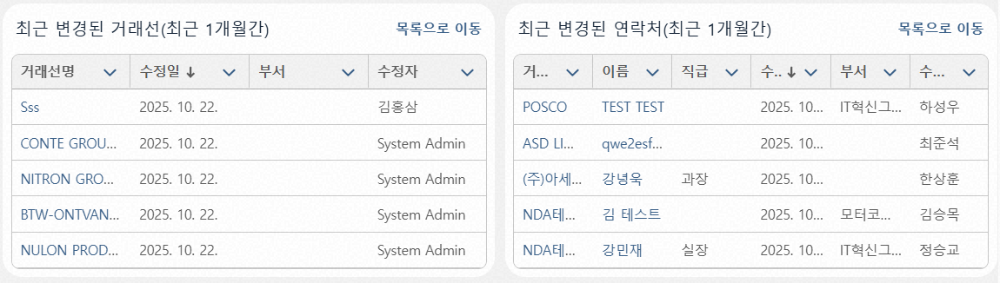 최근 변경된 거래선(최근 1개월간) 목록으로 이동
거래선명 수정일 부서 수정자
Sss 2025. 10. 22. 김홍삼
CONTE GROU... 2025. 10. 22. System Admin
NITRON GRO... 2025. 10. 22. System Admin
BTW-ONTVAN... 2025. 10. 22. System Admin
NULON PROD... 2025. 10. 22. System Admin
최근 변경된 연락처(최근 1개월간) 목록으로 이동
거... 이름 직급 수.. 부서 수...
POSCO TEST TEST 2025. 10... IT혁신그... 하성우
ASD LI... qwe2esf... 2025. 10... 최준석
(주)아세... 강녕욱 과장 2025. 10... 한상훈
NDA테... 김 테스트 2025. 10... 모터코... 김승목
NDA테... 강민재 실장 2025. 10... IT혁신그... 정승교